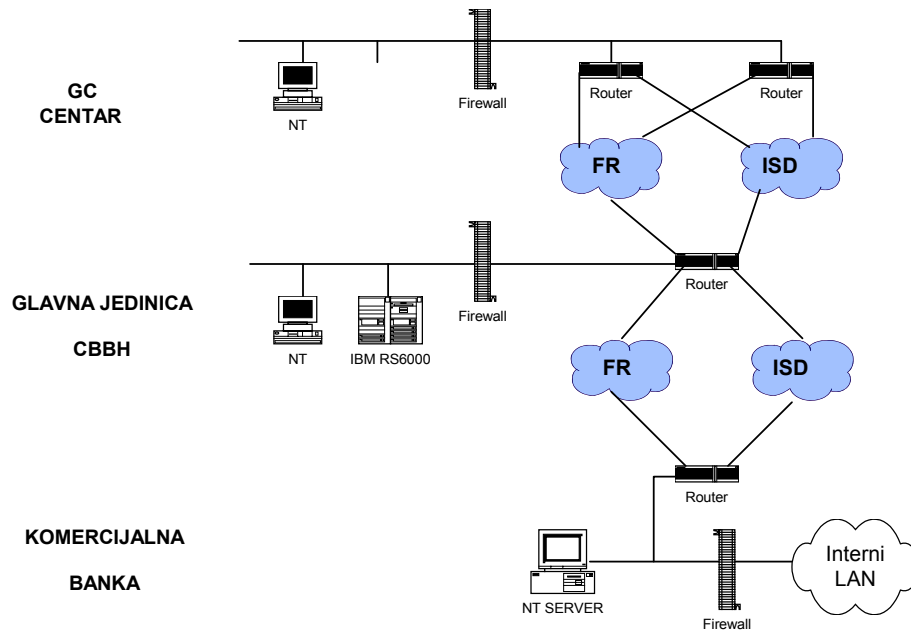 GC
CENTAR
NT
Firewall
Router
Router
FR
ISD
GLAVNA JEDINICA
CBBH
NT
IBM RS6000
Firewall
Router
FR
ISD
Router
KOMERCIJALNA
BANKA
NT SERVER
Firewall
Interni
LAN